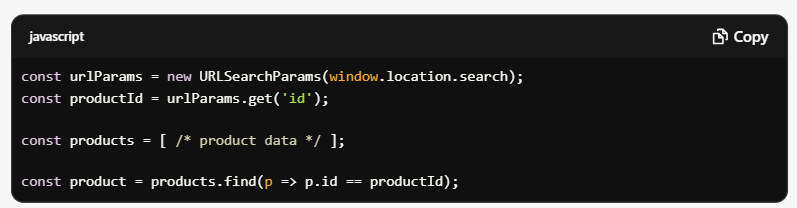 javascript
Copy
const urlParams = new URLSearchParams(window.location.search);
const productId = urlParams.get('id');
const products = [ /* product data */ ];
const product = products.find(p => p.id == productId);